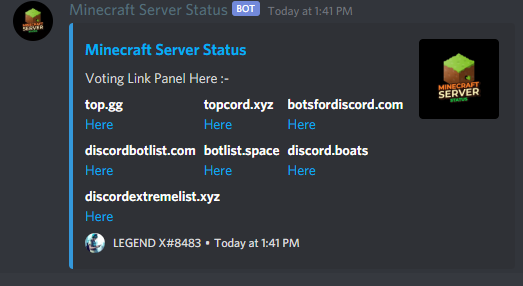 Minecraft Server Status BOT Today at 1:41 PM
Minecraft Server Status
MINECRAFT
SERVER
STATUS
Voting Link Panel Here :-
top.gg topcord.xyz botsfordiscord.com
Here Here Here
discordbotlist.com botlist.space discord.boats
Here Here Here
discordextremelist.xyz
Here
LEGEND X#8483 • Today at 1:41 PM